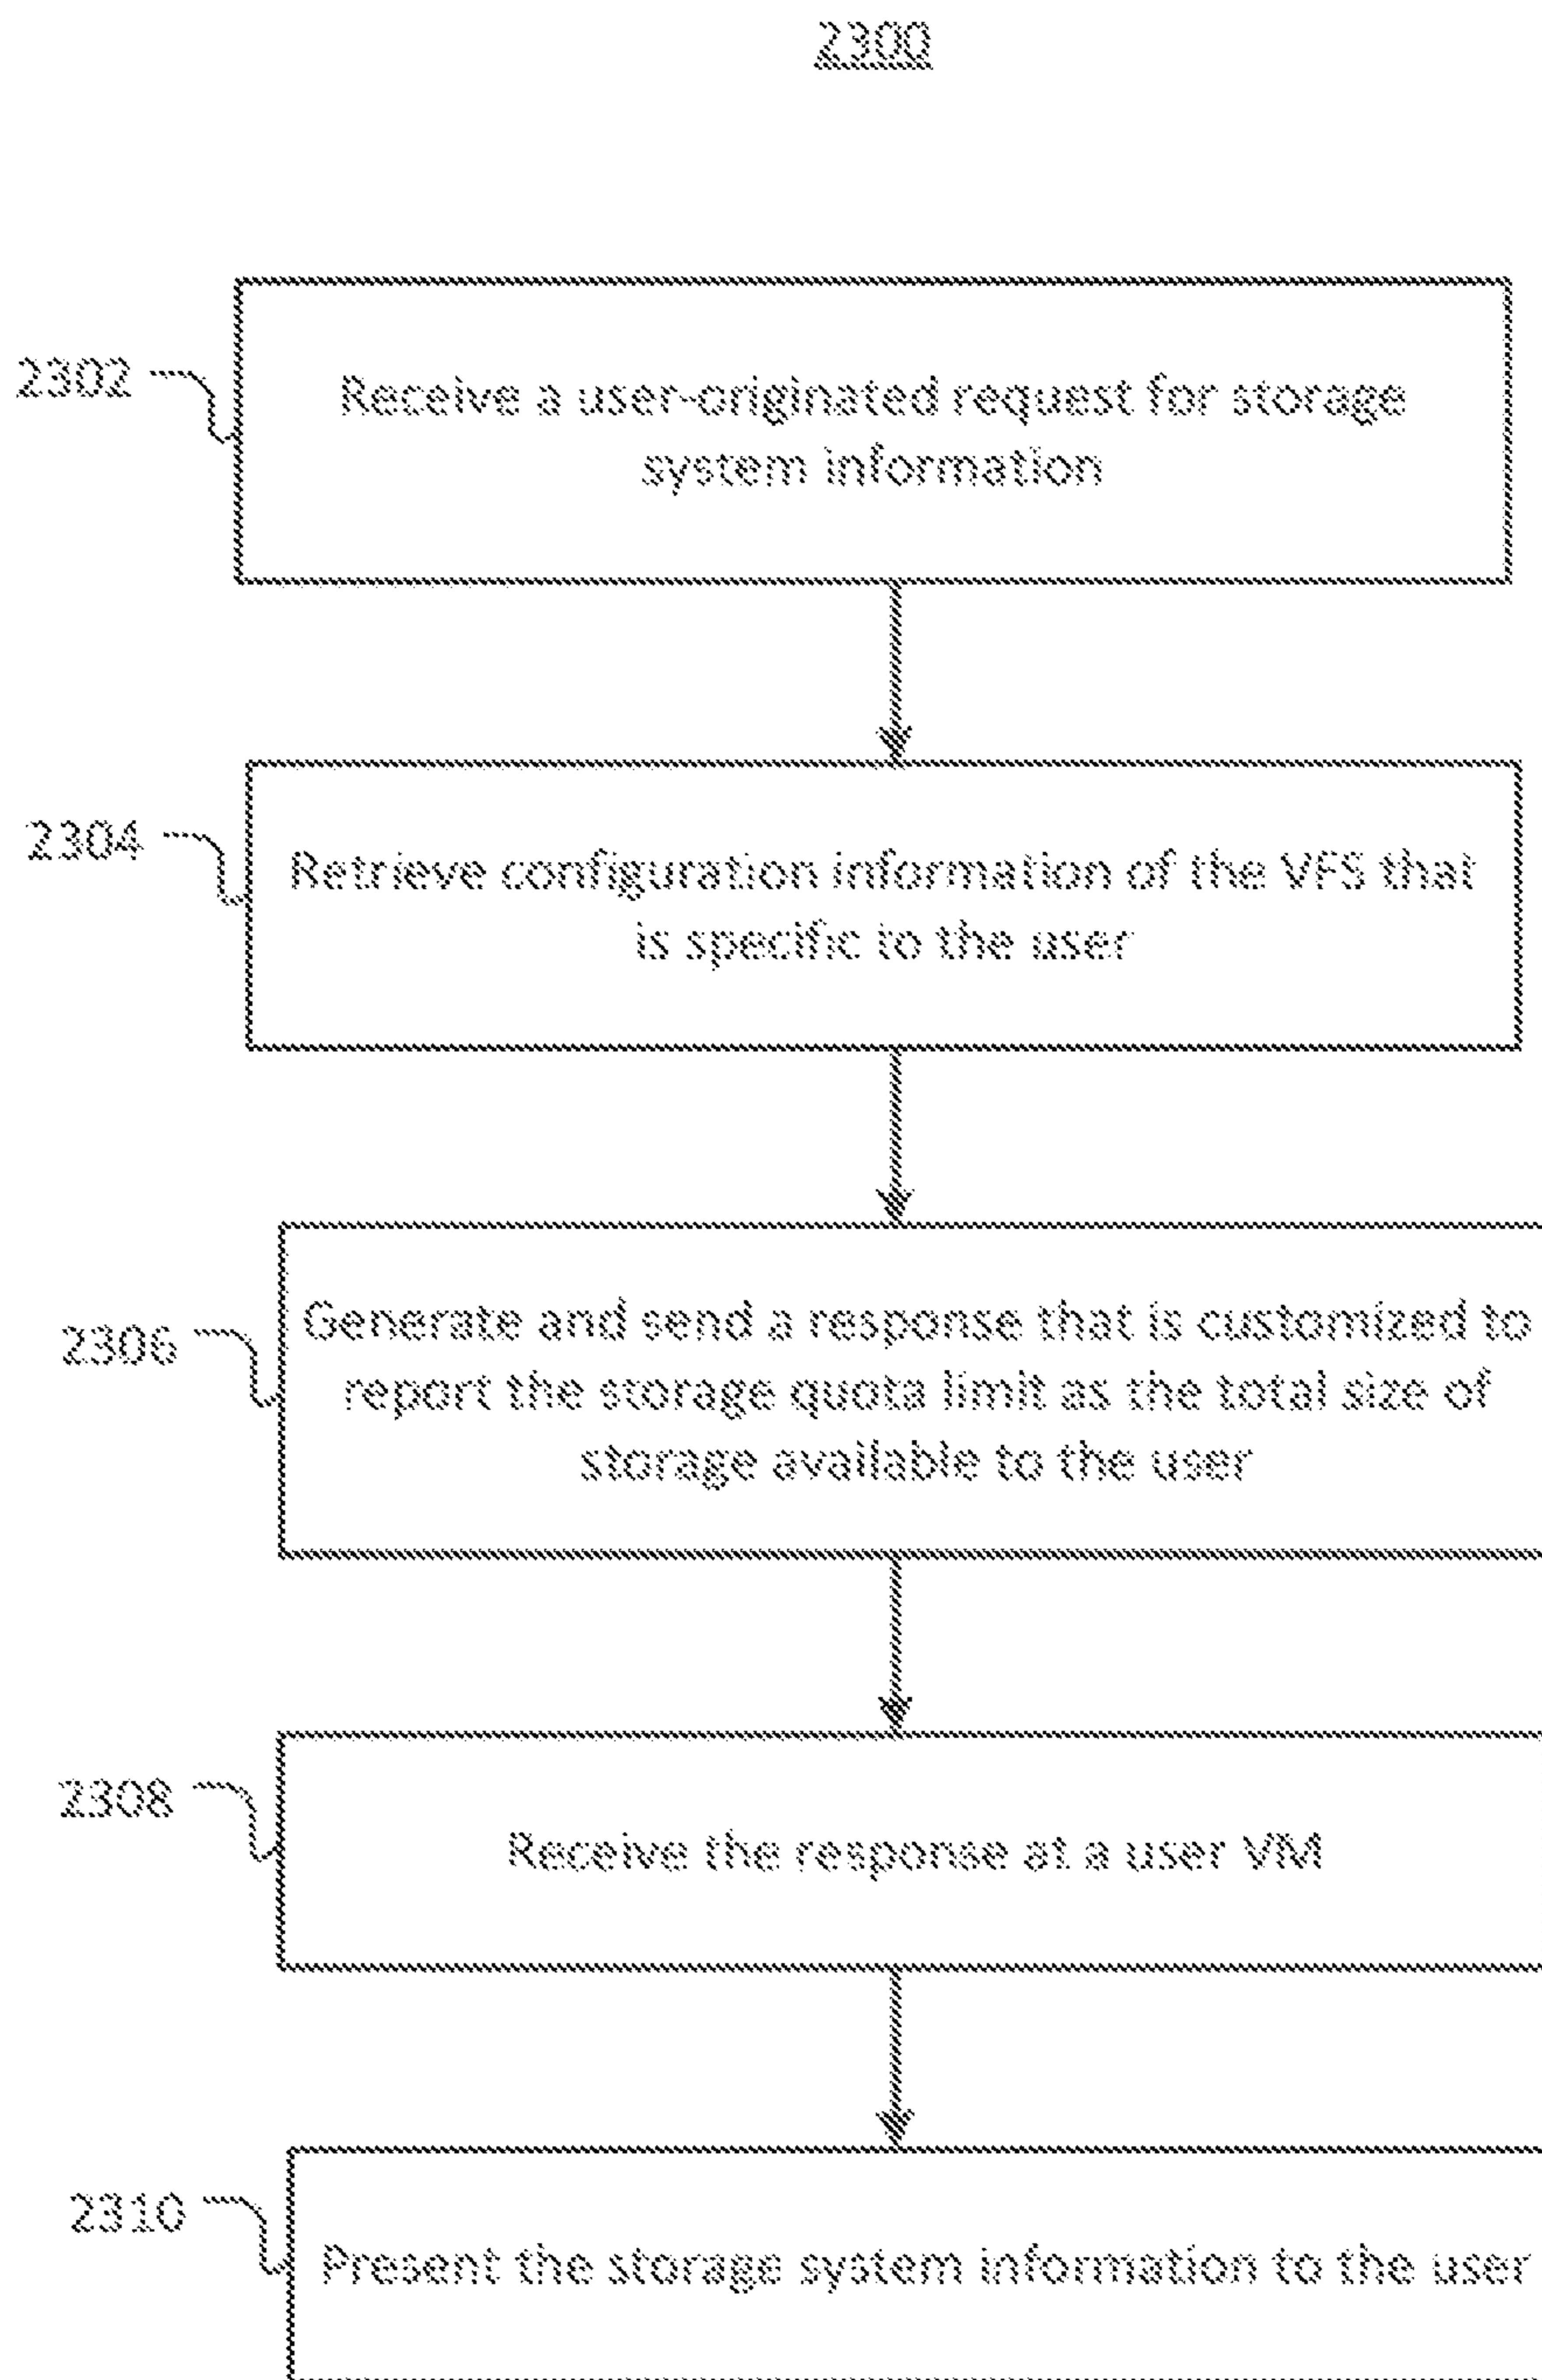 2300
2302
Receive a user-originated request for storage
system information
2304
Retrieve configuration information of the VFS that
is specific to the user
2306
Generate and send a response that is customized to
report the storage quota limit as the total size of
storage available to the user
2308
Receive the response at a user VM
2310
Present the storage system information to the user